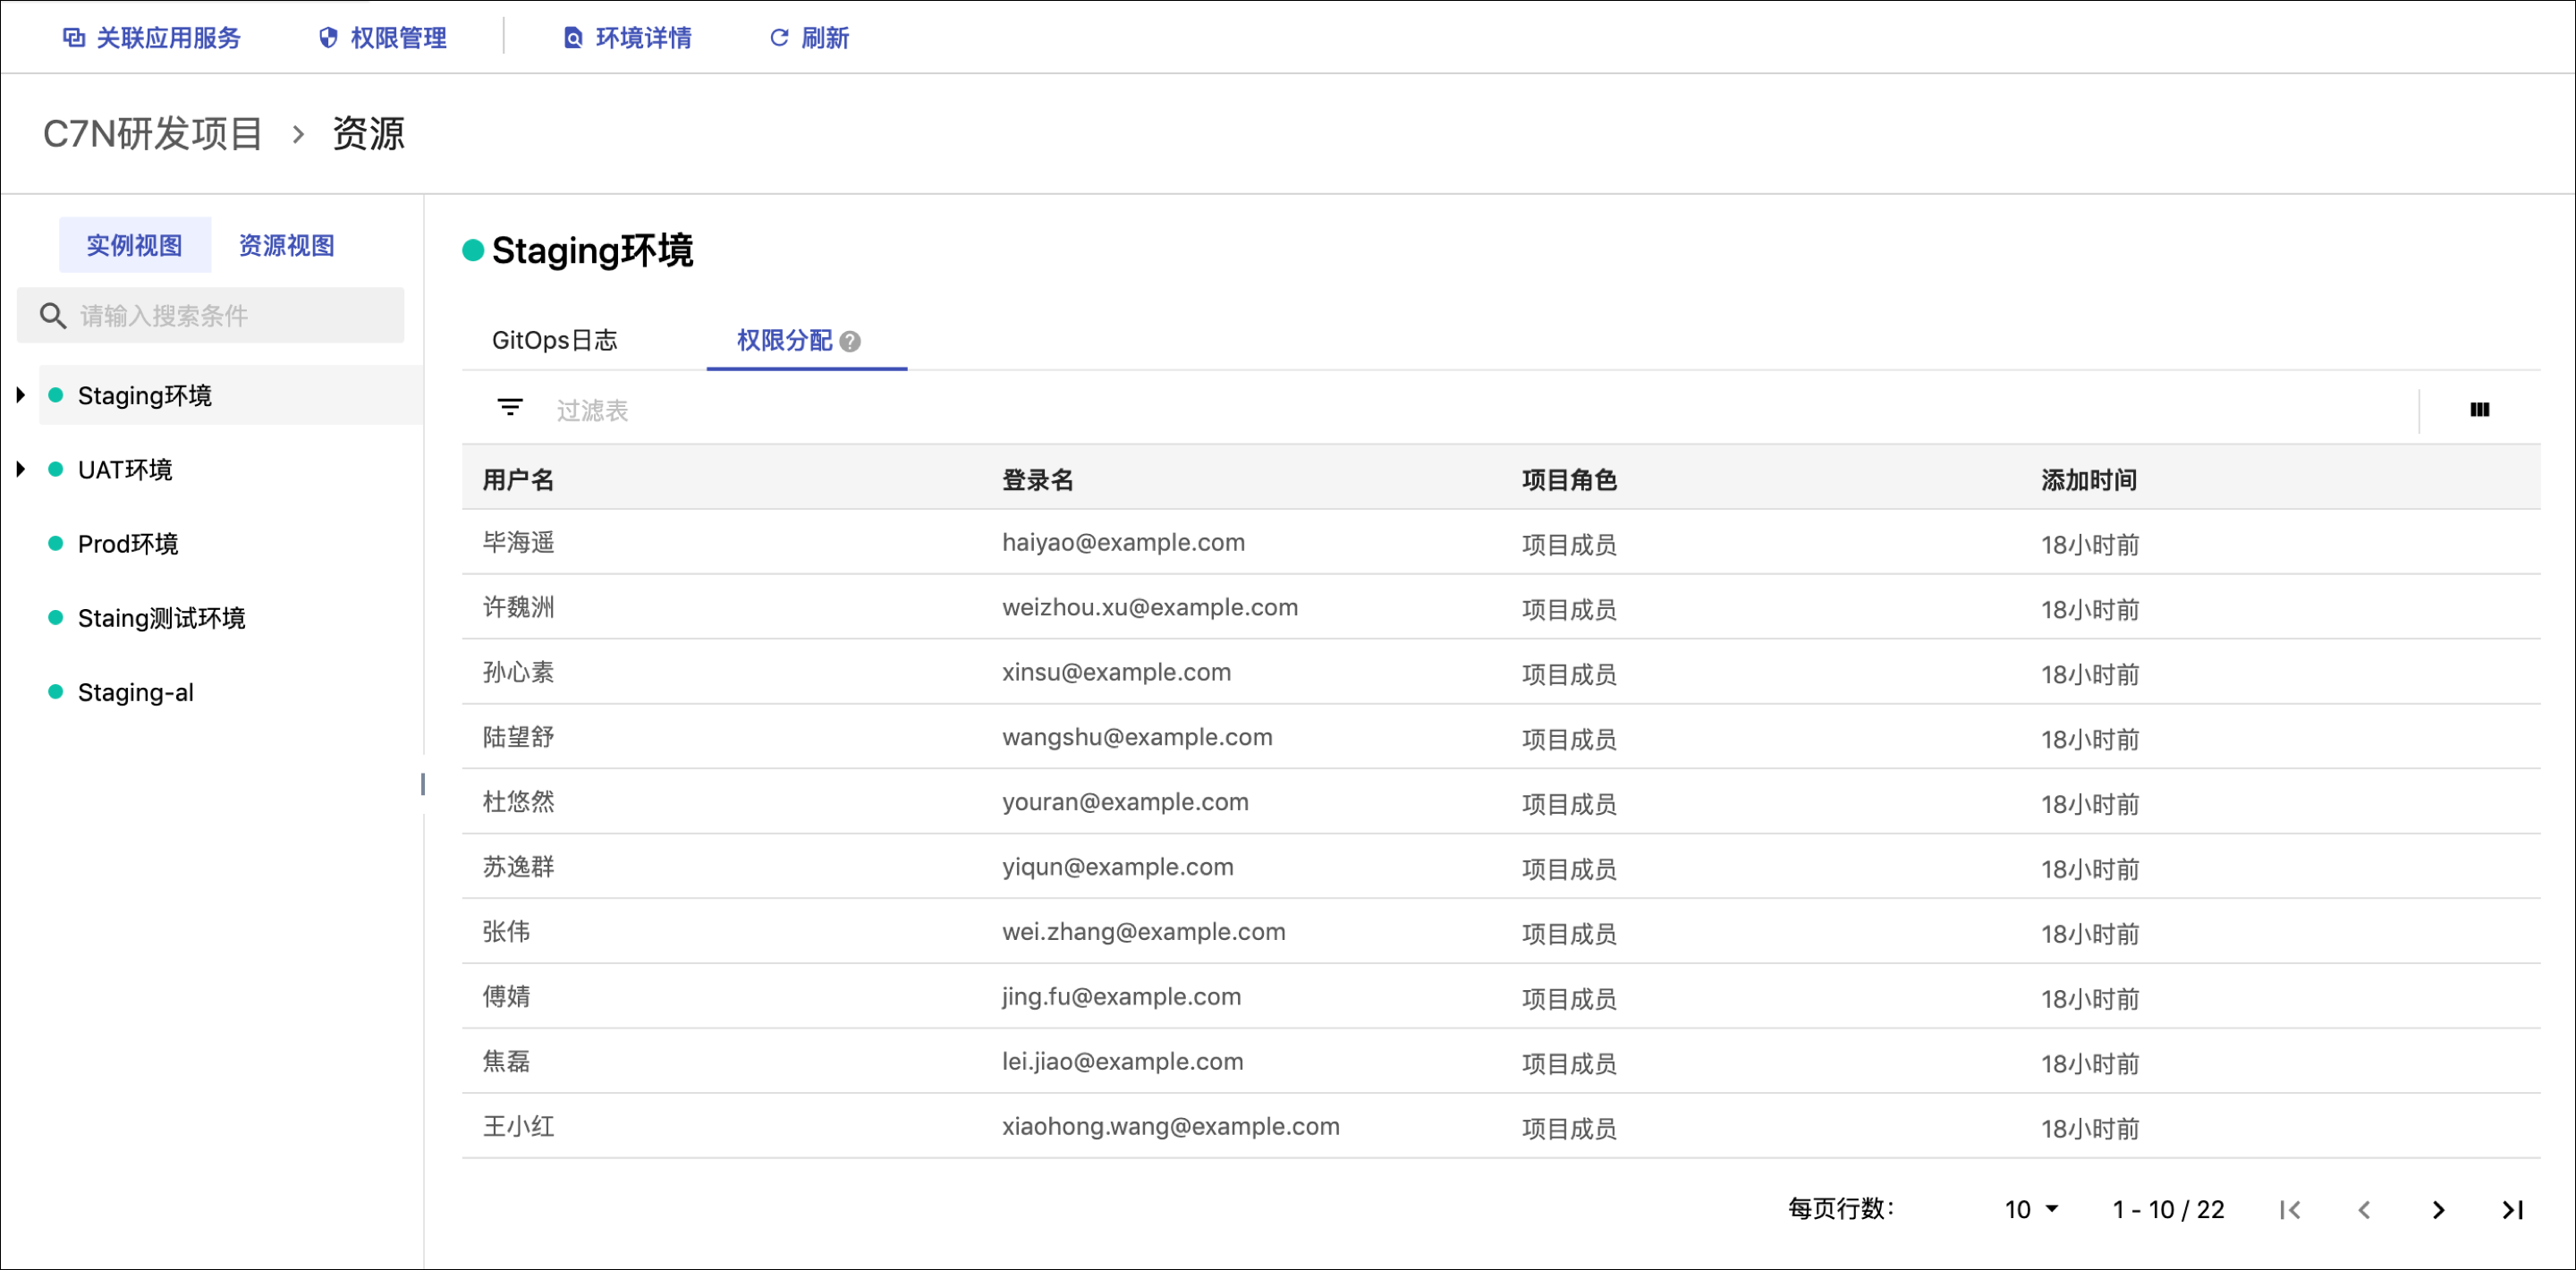 关联应用服务 权限管理 环境详情 刷新
C7N研发项目 > 资源
实例视图 资源视图
请输入搜索条件
Staging环境
UAT环境
Prod环境
Staing测试环境
Staging-al
Staging环境
GitOps日志 权限分配 ?
过滤表
用户名 登录名 项目角色 添加时间
毕海遥 haiyao@example.com 项目成员 18小时前
许魏洲 weizhou.xu@example.com 项目成员 18小时前
孙心素 xinsu@example.com 项目成员 18小时前
陆望舒 wangshu@example.com 项目成员 18小时前
杜悠然 youran@example.com 项目成员 18小时前
苏逸群 yiqun@example.com 项目成员 18小时前
张伟 wei.zhang@example.com 项目成员 18小时前
傅婧 jing.fu@example.com 项目成员 18小时前
焦磊 lei.jiao@example.com 项目成员 18小时前
王小红 xiaohong.wang@example.com 项目成员 18小时前
每页行数： 10 1 - 10 / 22